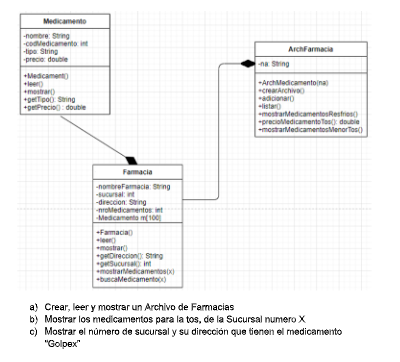 Medicamento
-nombre: String
-codMedicamento: int
-tipo: String
-precio: double
+Medicament()
+leer()
+mostrar()
+getTipo(): String
+getPrecio() : double
ArchFarmacia
-na: String
+ArchMedicamento(na)
+crearArchivo()
+adicionar()
+listar()
+mostrarMedicamentosResfrios()
+precioMedicamentoTos(): double
+mostrarMedicamentosMenorTos()
Farmacia
-nombreFarmacia: String
-sucursal: int
-direccion: String
-nroMedicamentos: int
-Medicamento m[100]
+Farmacia()
+leer()
+mostrar()
+getDireccion(): String
+getSucursal(): int
+mostrarMedicamentos(x)
+buscaMedicamento(x)
a) Crear, leer y mostrar un Archivo de Farmacias
b) Mostrar los medicamentos para la tos, de la Sucursal numero X
c) Mostrar el número de sucursal y su dirección que tienen el medicamento
"Golpex"